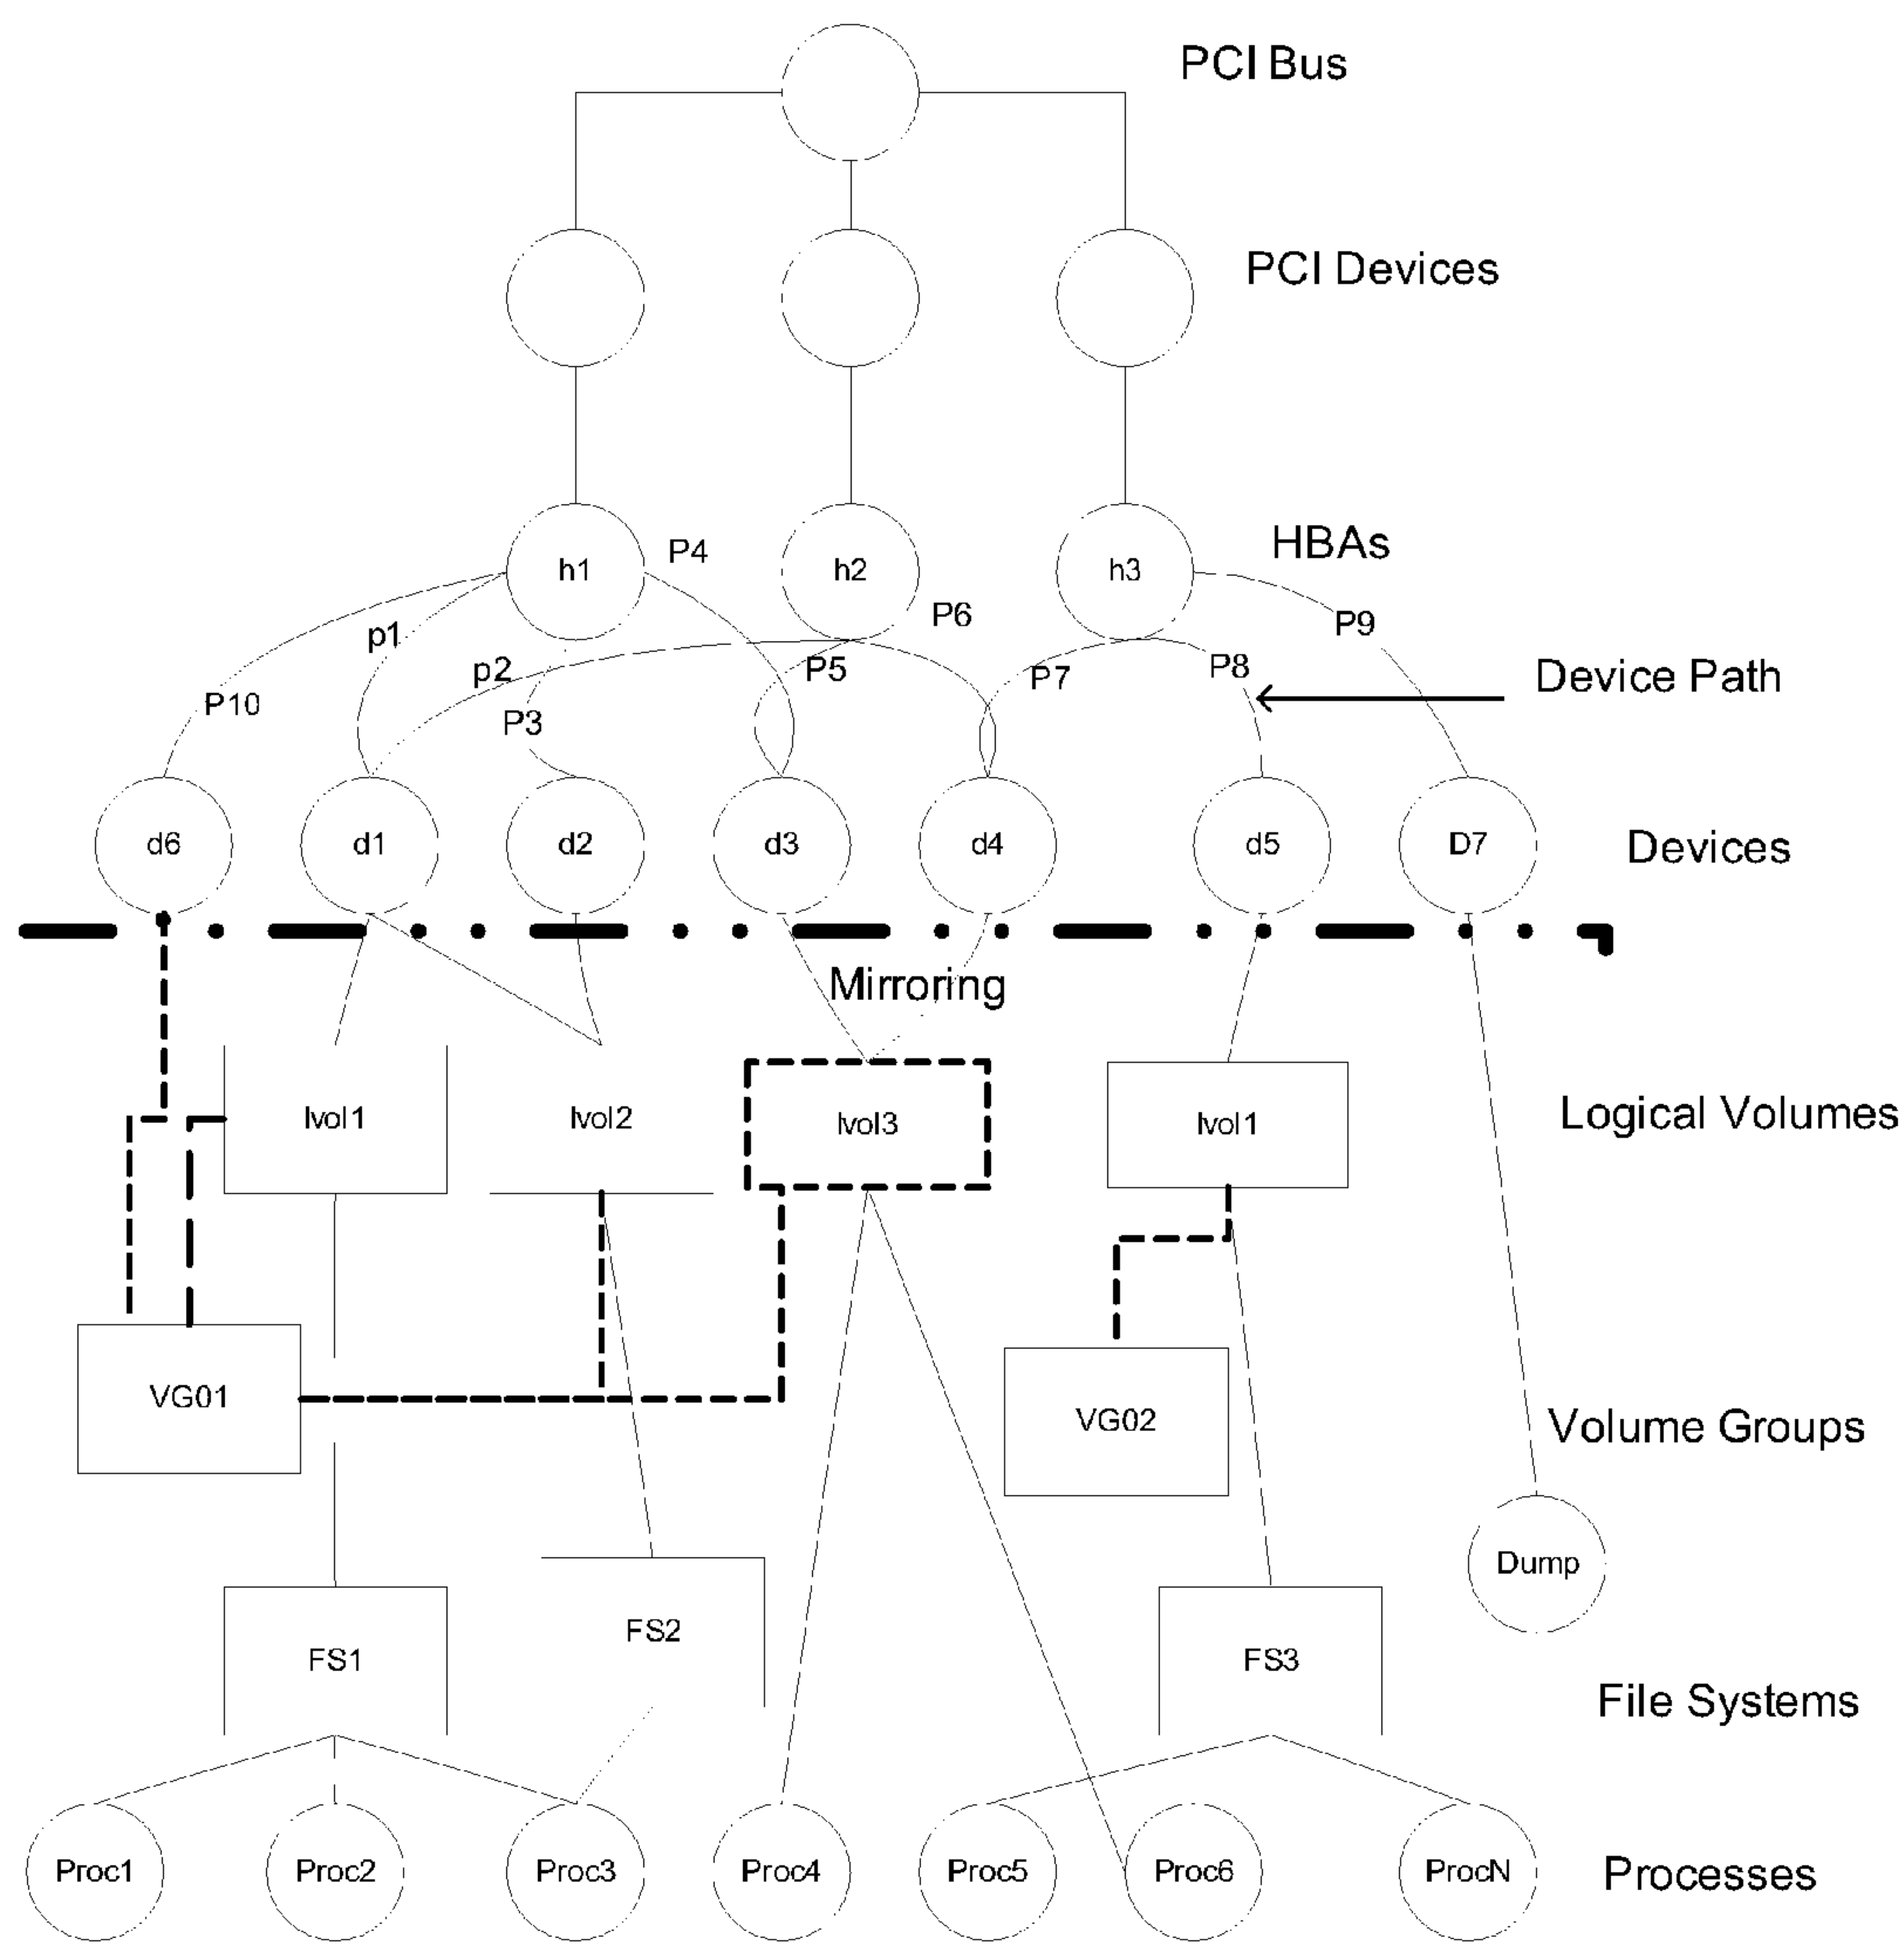 PCI Bus
PCI Devices
HBAs
h1
P4
h2
h3
P6
P9
p1
p2
P5
P7
P8
Device Path
P10
P3
d6
d1
d2
d3
d4
d5
D7
Devices
Mirroring
lvol1
lvol2
lvol3
lvol1
Logical Volumes
VG01
VG02
Volume Groups
Dump
FS1
FS2
FS3
File Systems
Proc1
Proc2
Proc3
Proc4
Proc5
Proc6
ProcN
Processes